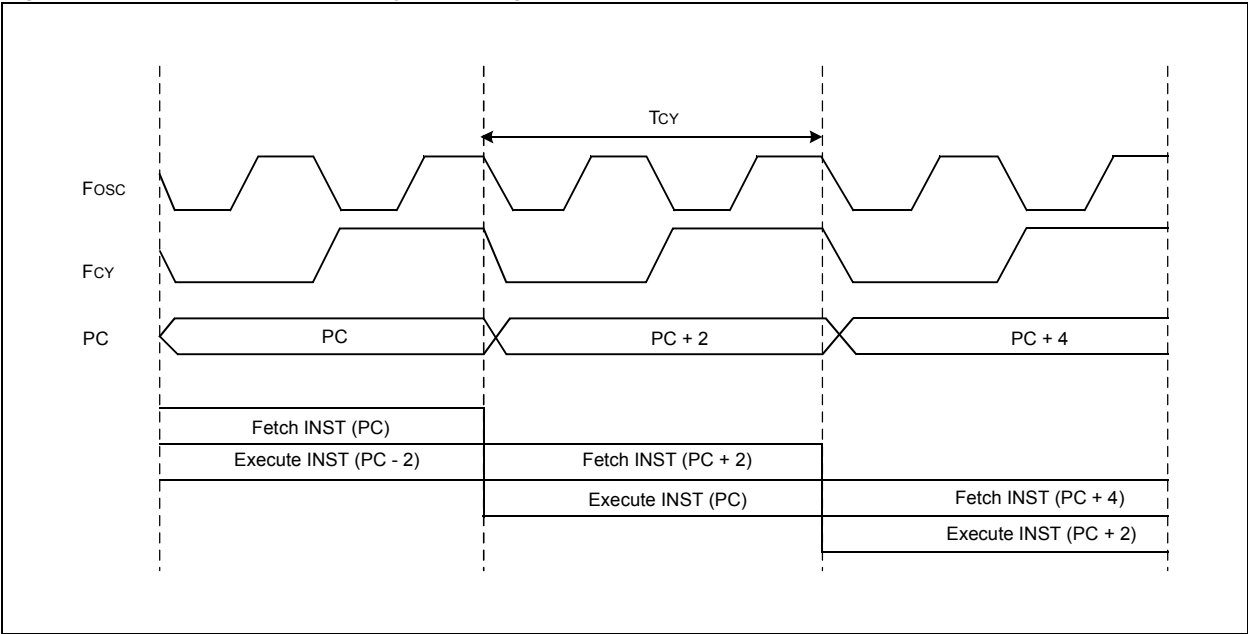 TCY
FOSC
FCY
PC PC PC + 2 PC + 4
Fetch INST (PC)
Execute INST (PC - 2) Fetch INST (PC + 2)
Execute INST (PC) Fetch INST (PC + 4)
Execute INST (PC + 2)